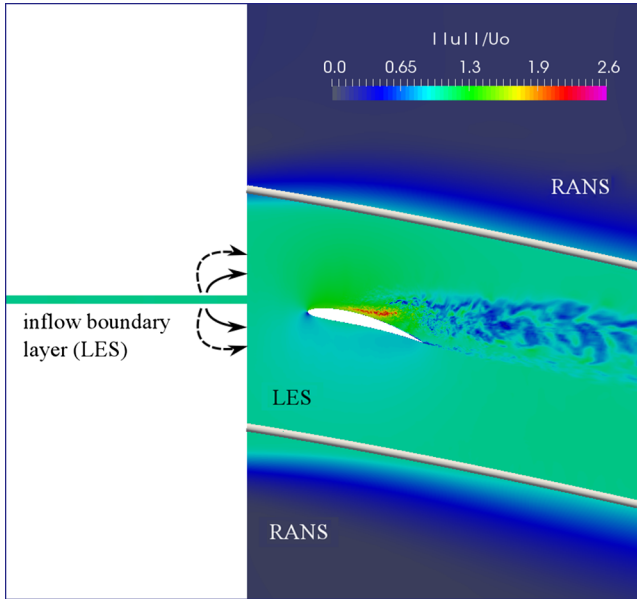 ||u||/Uo
0.0 0.65 1.3 1.9 2.6
RANS
inflow boundary
layer (LES)
LES
RANS